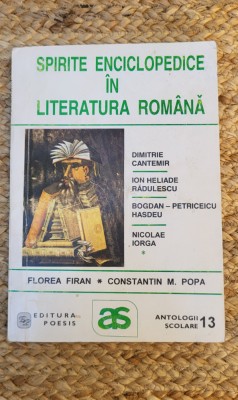 SPIRITE ENCICLOPEDICE
ÎN
LITERATURA ROMÂNĂ
DIMITRIE
CANTEMIR
ION HELIADE
RĂDULESCU
BOGDAN – PETRICEICU
HASDEU
NICOLAE
IORGA
*
FLOREA FIRAN * CONSTANTIN M. POPA
EDITURA
POESIS
as
ANTOLOGII
ȘCOLARE 13